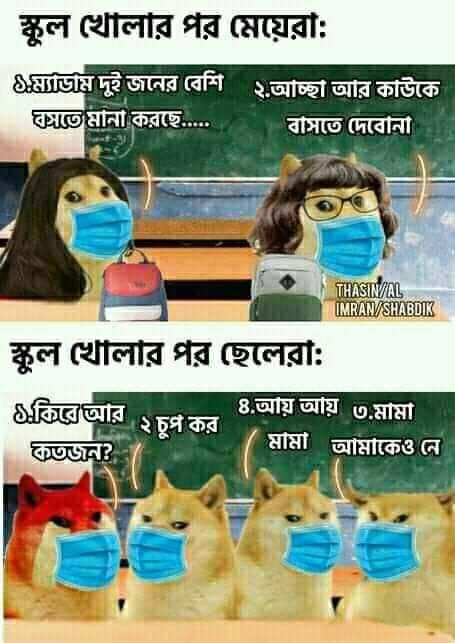 স্কুল খোলার পর মেয়েরা:
১.ম্যাডাম দুই জনের বেশি
বসতে মানা করছে.....
২.আচ্ছা আর কাউকে
বাসতে দেবোনা
THASIN/AL
IMRAN/SHABDIK
স্কুল খোলার পর ছেলেরা:
১.কিরে আর
কতজন?
২ চুপ কর
৪.আয় আয়
মামা
৩.মামা
আমাকেও নে